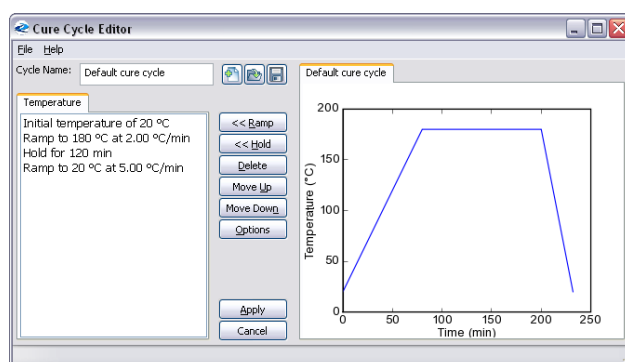 Cure Cycle Editor
File Help
Cycle Name: Default cure cycle
Temperature
Initial temperature of 20 ºC
Ramp to 180 ºC at 2.00 ºC/min
Hold for 120 min
Ramp to 20 ºC at 5.00 ºC/min
<< Ramp
<< Hold
Delete
Move Up
Move Down
Options
Apply
Cancel
Default cure cycle
200
150
100
50
0
Temperature (°C)
0 50 100 150 200 250
Time (min)